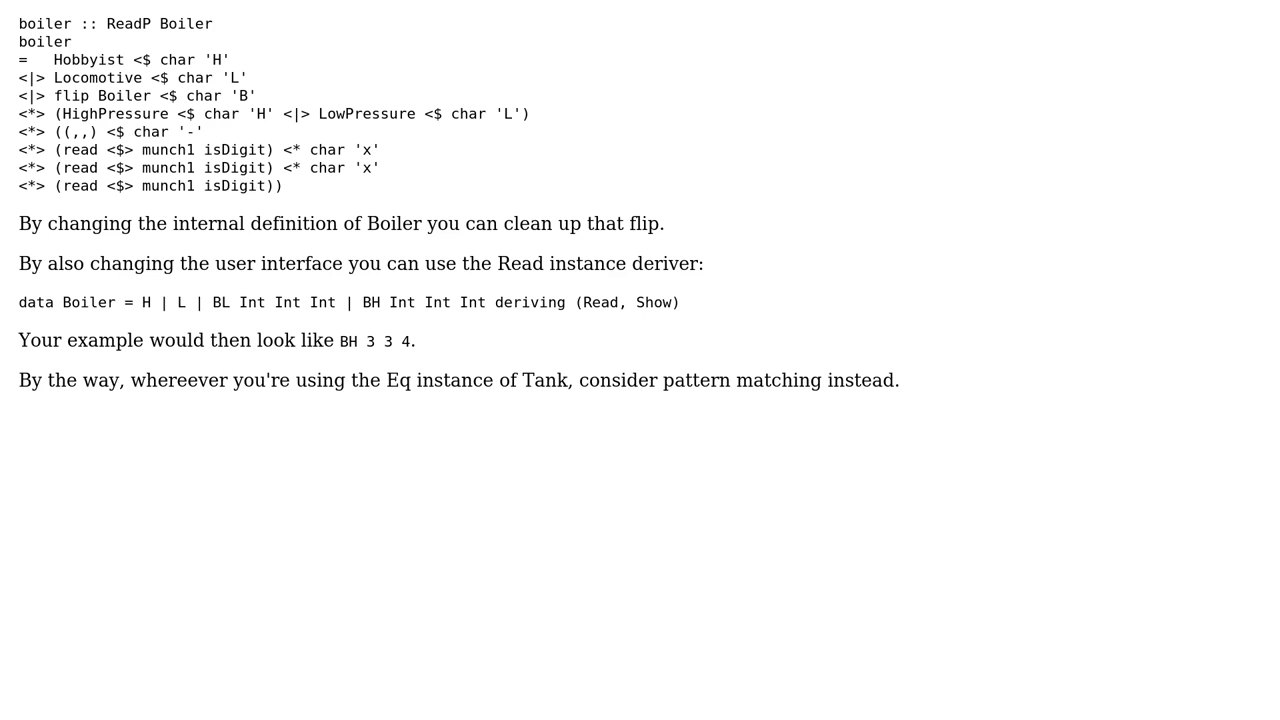 boiler :: ReadP Boiler
boiler
=   Hobbyist <$ char 'H'
<|> Locomotive <$ char 'L'
<|> flip Boiler <$ char 'B'
<*> (HighPressure <$ char 'H' <|> LowPressure <$ char 'L')
<*> ((,,) <$ char '-'
<*> (read <$> munch1 isDigit) <* char 'x'
<*> (read <$> munch1 isDigit) <* char 'x'
<*> (read <$> munch1 isDigit))
By changing the internal definition of Boiler you can clean up that flip.
By also changing the user interface you can use the Read instance deriver:
data Boiler = H | L | BL Int Int Int | BH Int Int Int deriving (Read, Show)
Your example would then look like BH 3 3 4.
By the way, whereever you're using the Eq instance of Tank, consider pattern matching instead.